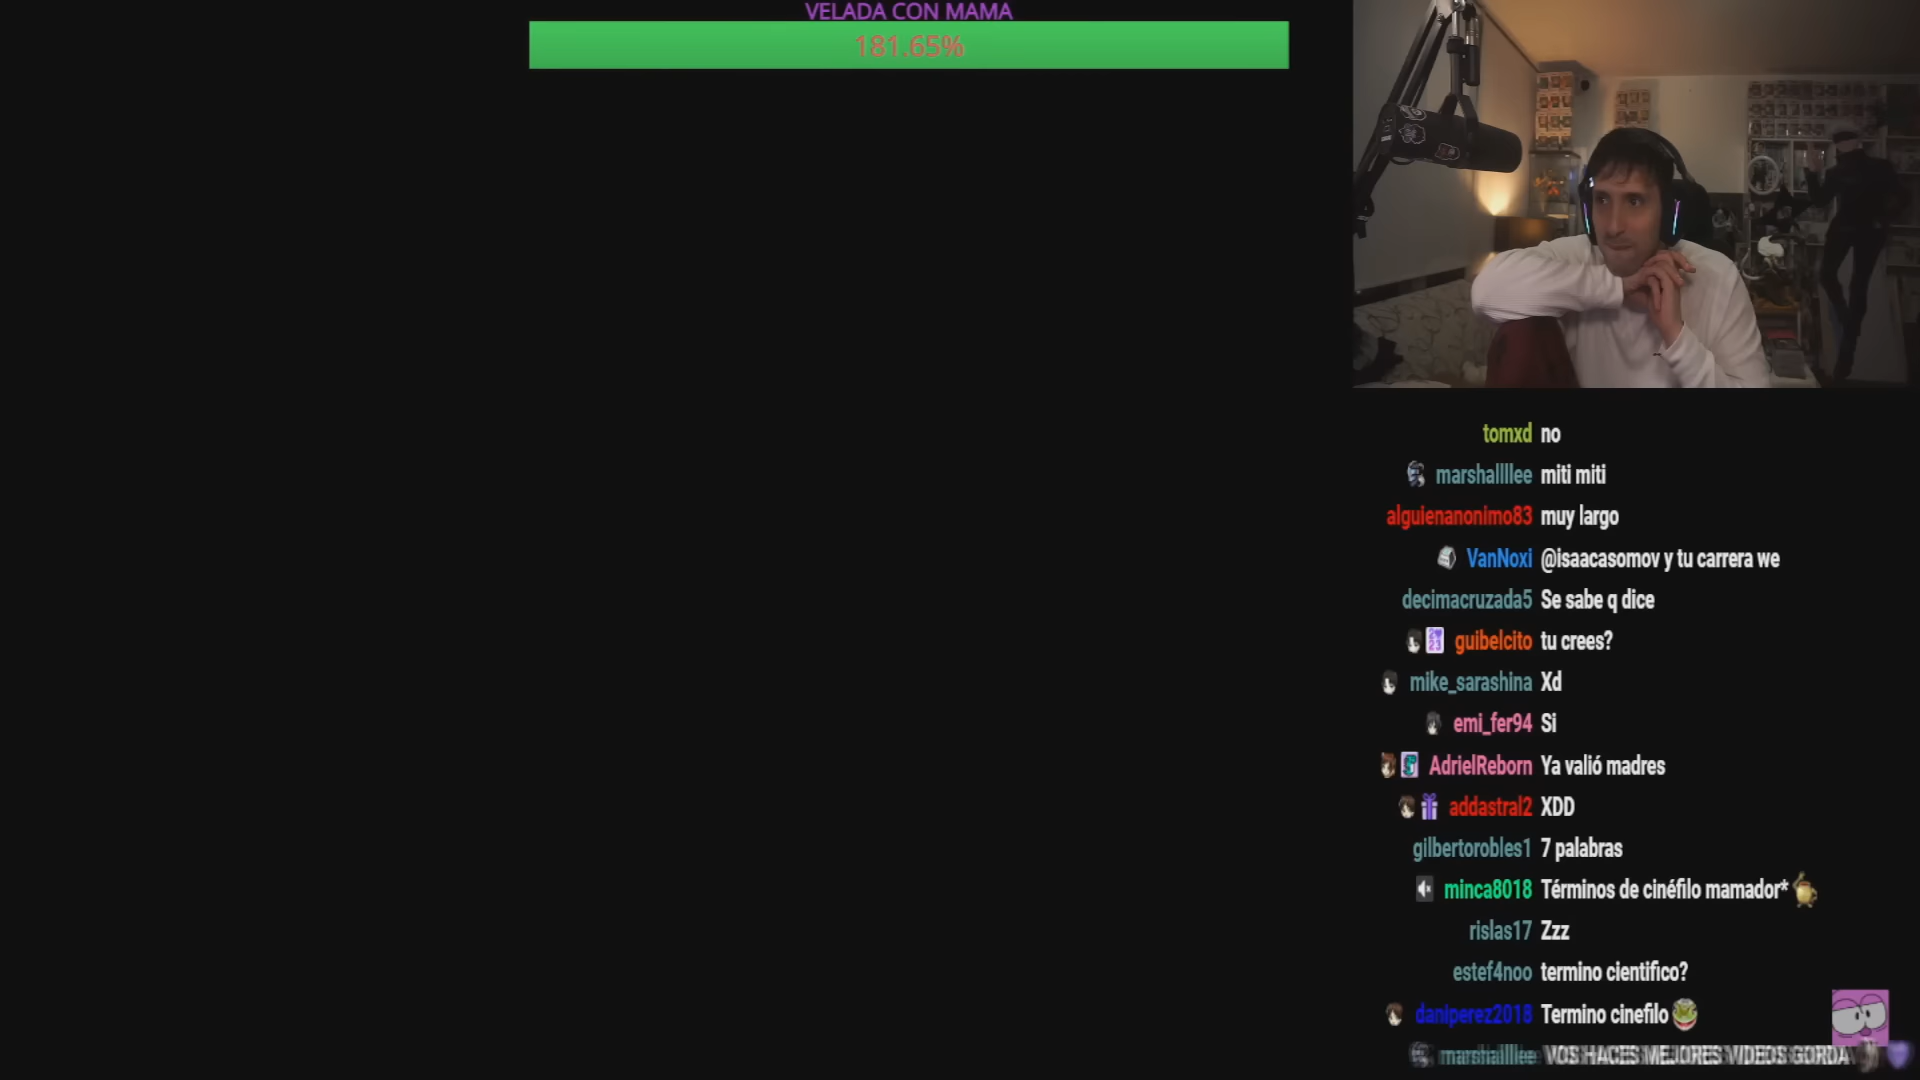 VELADA CON MAMA
181.65%
tomxd no
marshallllee miti miti
alguienanonimo83 muy largo
VanNoxi @isaacasomov y tu carrera we
decimacruzada5 Se sabe q dice
guibelcito tu crees?
mike_sarashina Xd
emi_fer94 Si
AdrielReborn Ya valió madres
addastral2 XDD
gilbertorobles1 7 palabras
minca8018 Términos de cinéfilo mamador*
rislas17 Zzz
estef4noo termino cientifico?
daniperez2018 Termino cinefilo
marshallllee VOS HACES MEJORES VIDEOS GORDA